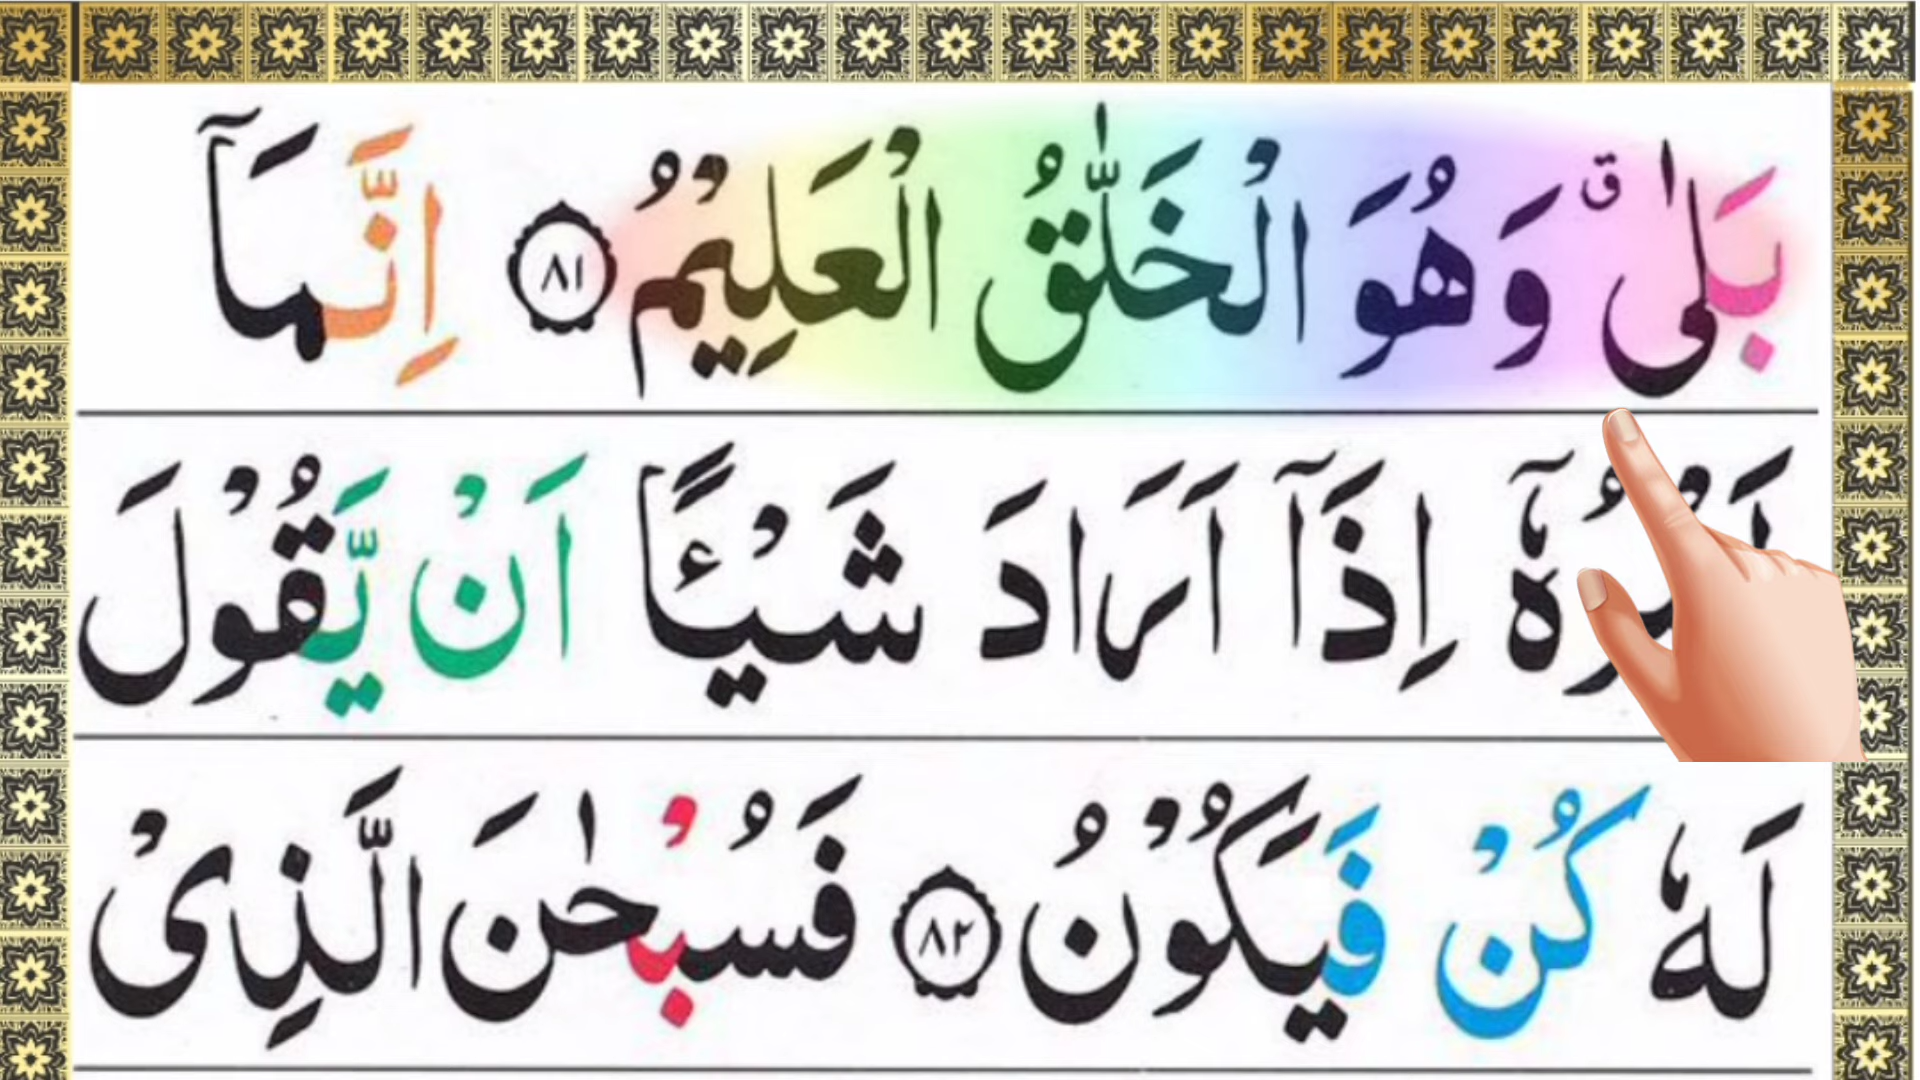 بَلٰى ۗ وَهُوَ الْخَلّٰقُ الْعَلِيْمُ ۝٨١ اِنَّمَاۤ
اِذَاۤ اَرَادَ شَيْـًٔا اَنْ يَّقُوْلَ
لَهٗ كُنْ فَيَكُوْنُ ۝٨٢ فَسُبْحٰنَ الَّذِىْ